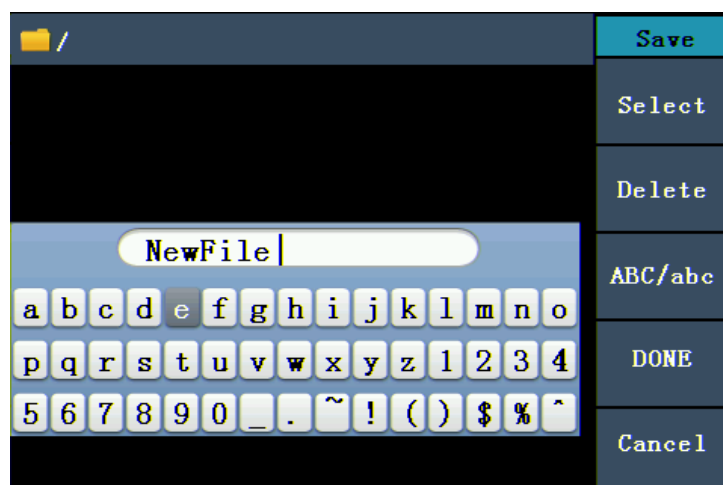 /
Save
Select
Delete
NewFile
ABC/abc
a b c d e f g h i j k l m n o
p q r s t u v w x y z 1 2 3 4
DONE
5 6 7 8 9 0 _ . ~ ! ( ) $ % ^
Cancel